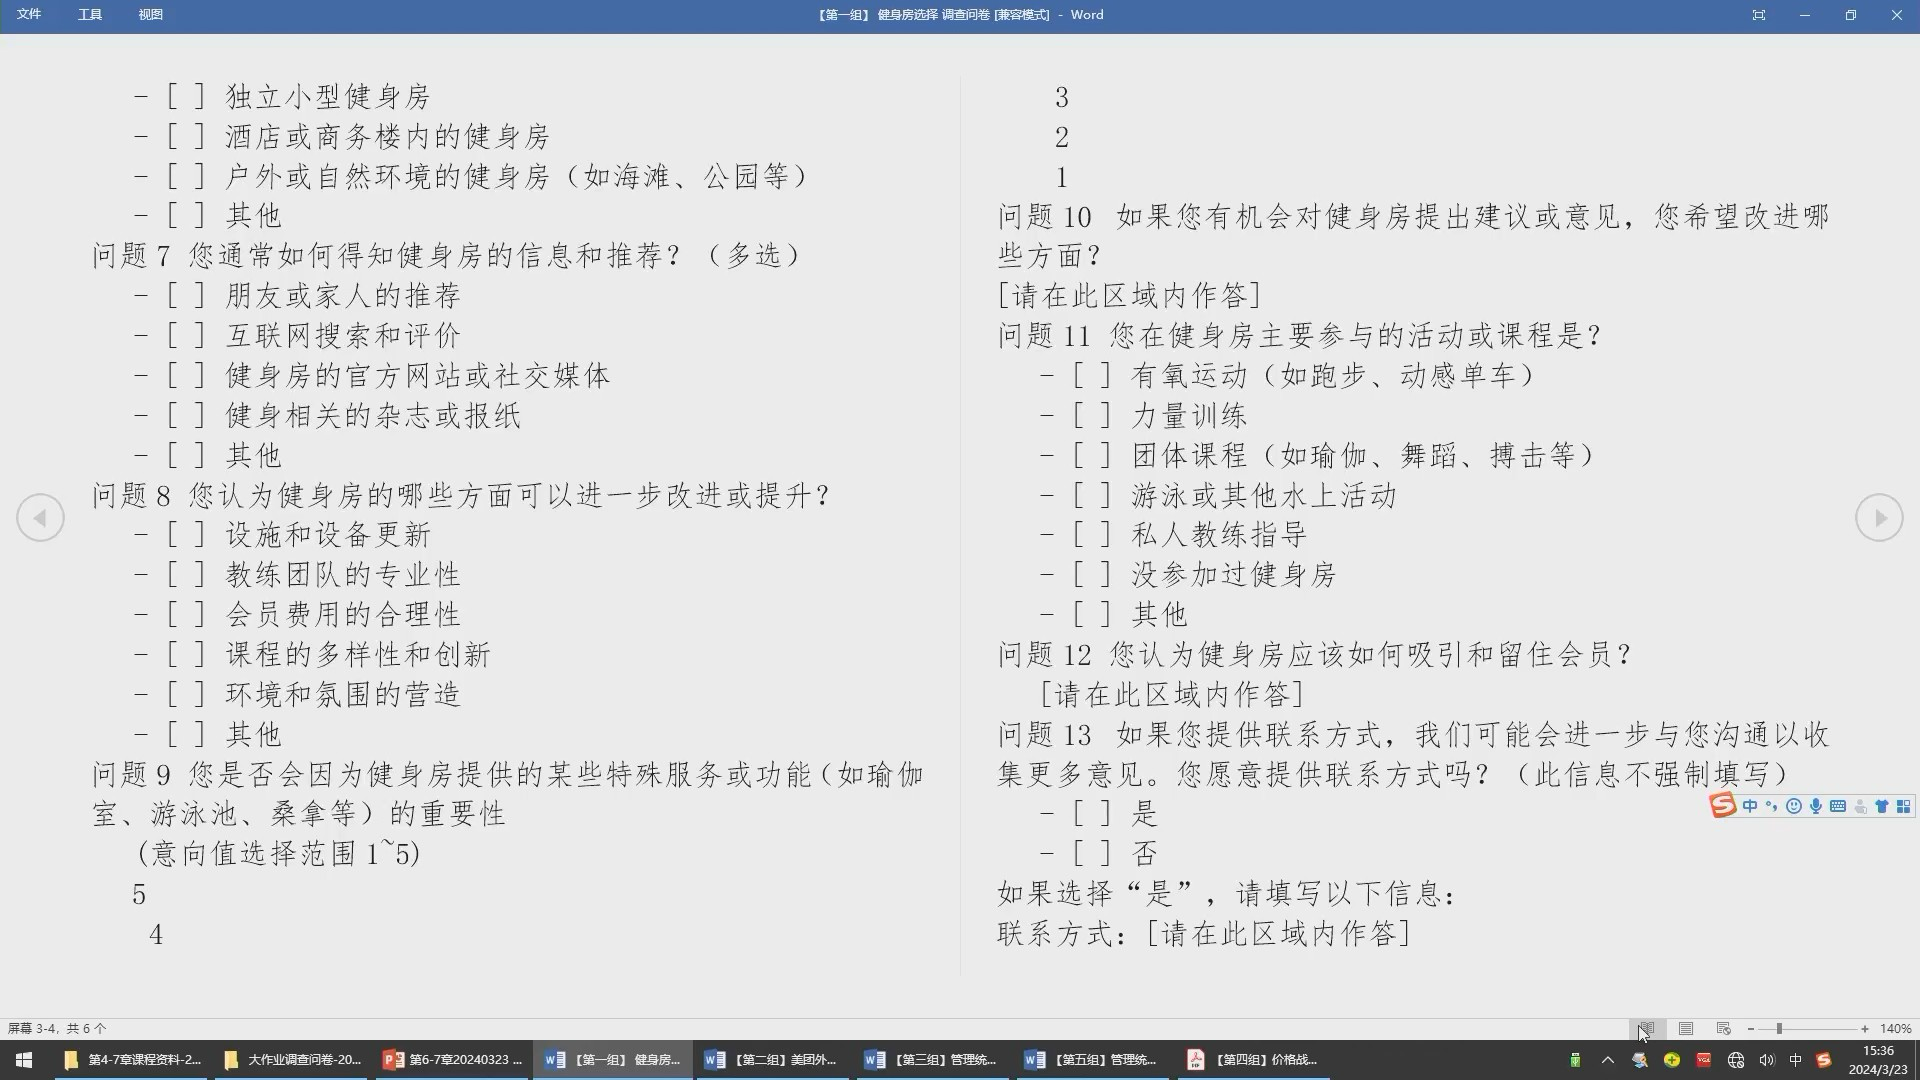 文件 工具 视图
【第一组】 健身房选择 调查问卷 [兼容模式] - Word
- [ ] 独立小型健身房
- [ ] 酒店或商务楼内的健身房
- [ ] 户外或自然环境的健身房（如海滩、公园等）
- [ ] 其他
问题 7 您通常如何得知健身房的信息和推荐？（多选）
- [ ] 朋友或家人的推荐
- [ ] 互联网搜索和评价
- [ ] 健身房的官方网站或社交媒体
- [ ] 健身相关的杂志或报纸
- [ ] 其他
问题 8 您认为健身房的哪些方面可以进一步改进或提升？
- [ ] 设施和设备更新
- [ ] 教练团队的专业性
- [ ] 会员费用的合理性
- [ ] 课程的多样性和创新
- [ ] 环境和氛围的营造
- [ ] 其他
问题 9 您是否会因为健身房提供的某些特殊服务或功能（如瑜伽
室、游泳池、桑拿等）的重要性
(意向值选择范围 1~5)
5
4
3
2
1
问题 10 如果您有机会对健身房提出建议或意见，您希望改进哪
些方面？
[请在此区域内作答]
问题 11 您在健身房主要参与的活动或课程是？
- [ ] 有氧运动（如跑步、动感单车）
- [ ] 力量训练
- [ ] 团体课程（如瑜伽、舞蹈、搏击等）
- [ ] 游泳或其他水上活动
- [ ] 私人教练指导
- [ ] 没参加过健身房
- [ ] 其他
问题 12 您认为健身房应该如何吸引和留住会员？
[请在此区域内作答]
问题 13 如果您提供联系方式，我们可能会进一步与您沟通以收
集更多意见。您愿意提供联系方式吗？（此信息不强制填写）
- [ ] 是
- [ ] 否
如果选择“是”，请填写以下信息：
联系方式：[请在此区域内作答]
中
屏幕 3-4, 共 6 个
140%
第4-7章课程资料-2... 大作业调查问卷-20... 第6-7章20240323 ... 【第一组】 健身房... 【第二组】美团外... 【第三组】管理统... 【第五组】管理统... 【第四组】价格战...
中
15:36
2024/3/23